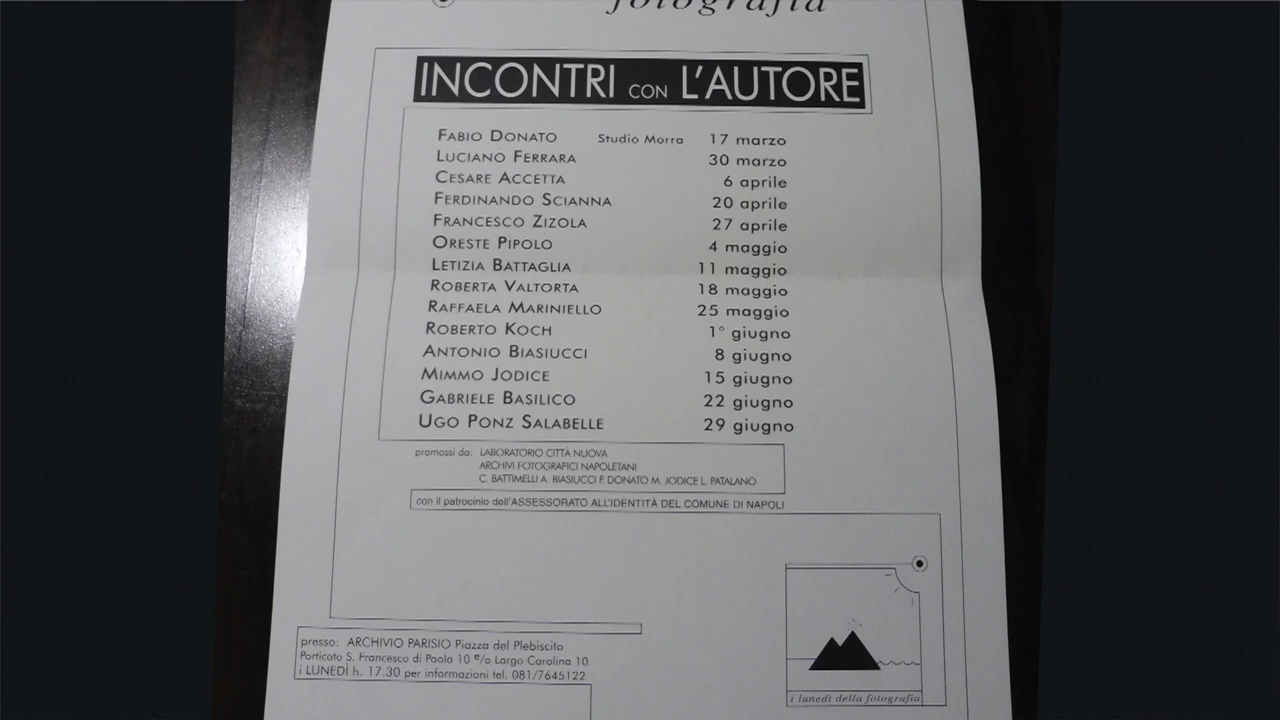 fotografia
INCONTRI CON L'AUTORE
FABIO DONATO Studio Morra 17 marzo
LUCIANO FERRARA 30 marzo
CESARE ACCETTA 6 aprile
FERDINANDO SCIANNA 20 aprile
FRANCESCO ZIZOLA 27 aprile
ORESTE PIPOLO 4 maggio
LETIZIA BATTAGLIA 11 maggio
ROBERTA VALTORTA 18 maggio
RAFFAELA MARINIELLO 25 maggio
ROBERTO KOCH 1° giugno
ANTONIO BIASIUCCI 8 giugno
MIMMO JODICE 15 giugno
GABRIELE BASILICO 22 giugno
UGO PONZ SALABELLE 29 giugno
promossi da: LABORATORIO CITTÀ NUOVA
ARCHIVI FOTOGRAFICI NAPOLETANI
C. BATTIMELLI A. BIASIUCCI F. DONATO M. JODICE L. PATALANO
con il patrocinio dell'ASSESSORATO ALL'IDENTITÀ DEL COMUNE DI NAPOLI
presso: ARCHIVIO PARISIO Piazza del Plebiscito
Porticato S. Francesco di Paola 10 e/o Largo Carolina 10
i LUNEDÌ h. 17.30 per informazioni tel. 081/7645122
i lunedì della fotografia